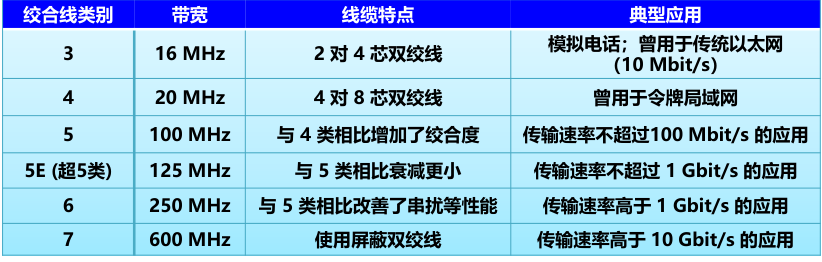 绞合线类别 带宽 线缆特点 典型应用
3 16 MHz 2 对 4 芯双绞线 模拟电话；曾用于传统以太网
（10 Mbit/s）
4 20 MHz 4 对 8 芯双绞线 曾用于令牌局域网
5 100 MHz 与 4 类相比增加了绞合度 传输速率不超过100 Mbit/s 的应用
5E (超5类) 125 MHz 与 5 类相比衰减更小 传输速率不超过 1 Gbit/s 的应用
6 250 MHz 与 5 类相比改善了串扰等性能 传输速率高于 1 Gbit/s 的应用
7 600 MHz 使用屏蔽双绞线 传输速率高于 10 Gbit/s 的应用